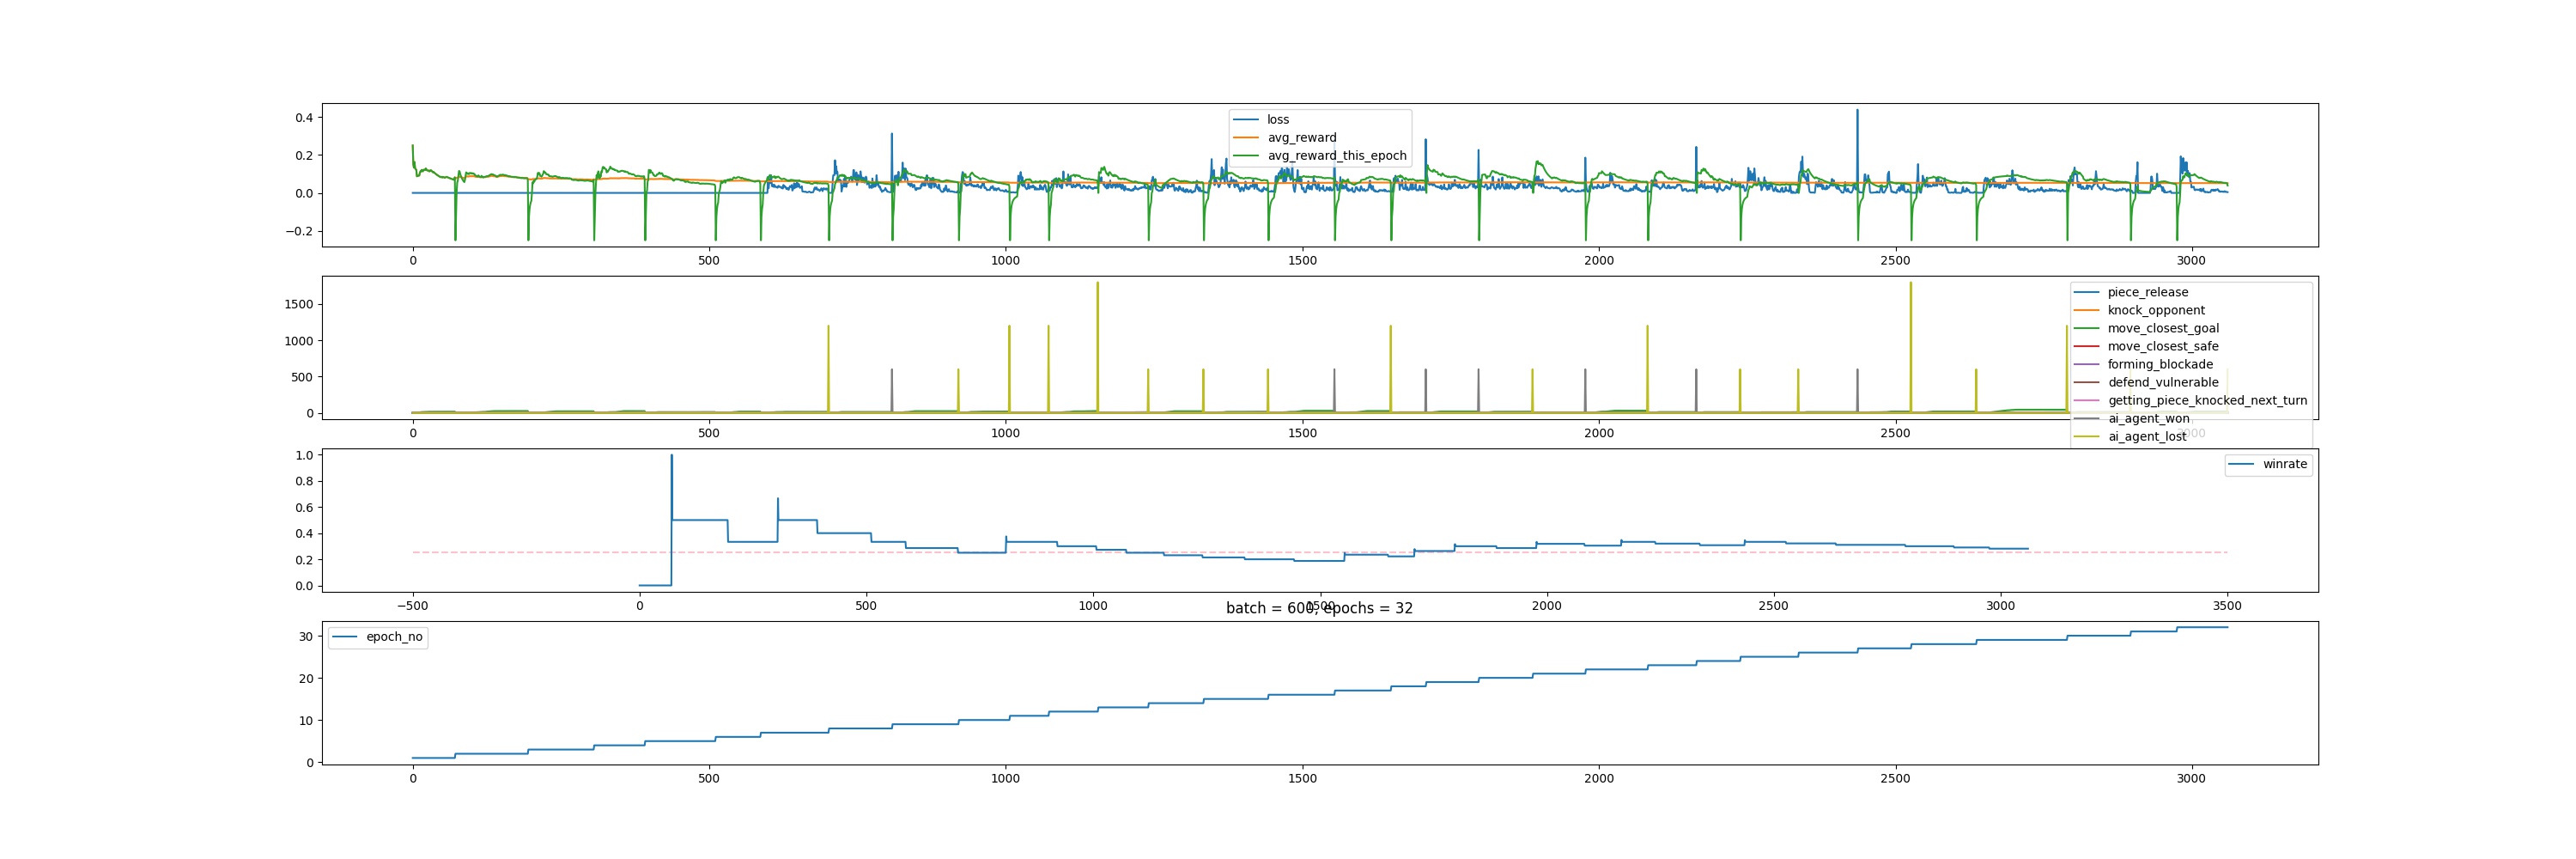 0.4
0.2
0.0
−0.2
loss
avg_reward
avg_reward_this_epoch
0 500 1000 1500 2000 2500 3000
1500
1000
500
0
piece_release
knock_opponent
move_closest_goal
move_closest_safe
forming_blockade
defend_vulnerable
getting_piece_knocked_next_turn
ai_agent_won
ai_agent_lost
0 500 1000 1500 2000 2500 3000
1.0
0.8
0.6
0.4
0.2
0.0
winrate
−500 0 500 1000 1500 2000 2500 3000 3500
batch = 600, epochs = 32
30
20
10
0
epoch_no
0 500 1000 1500 2000 2500 3000